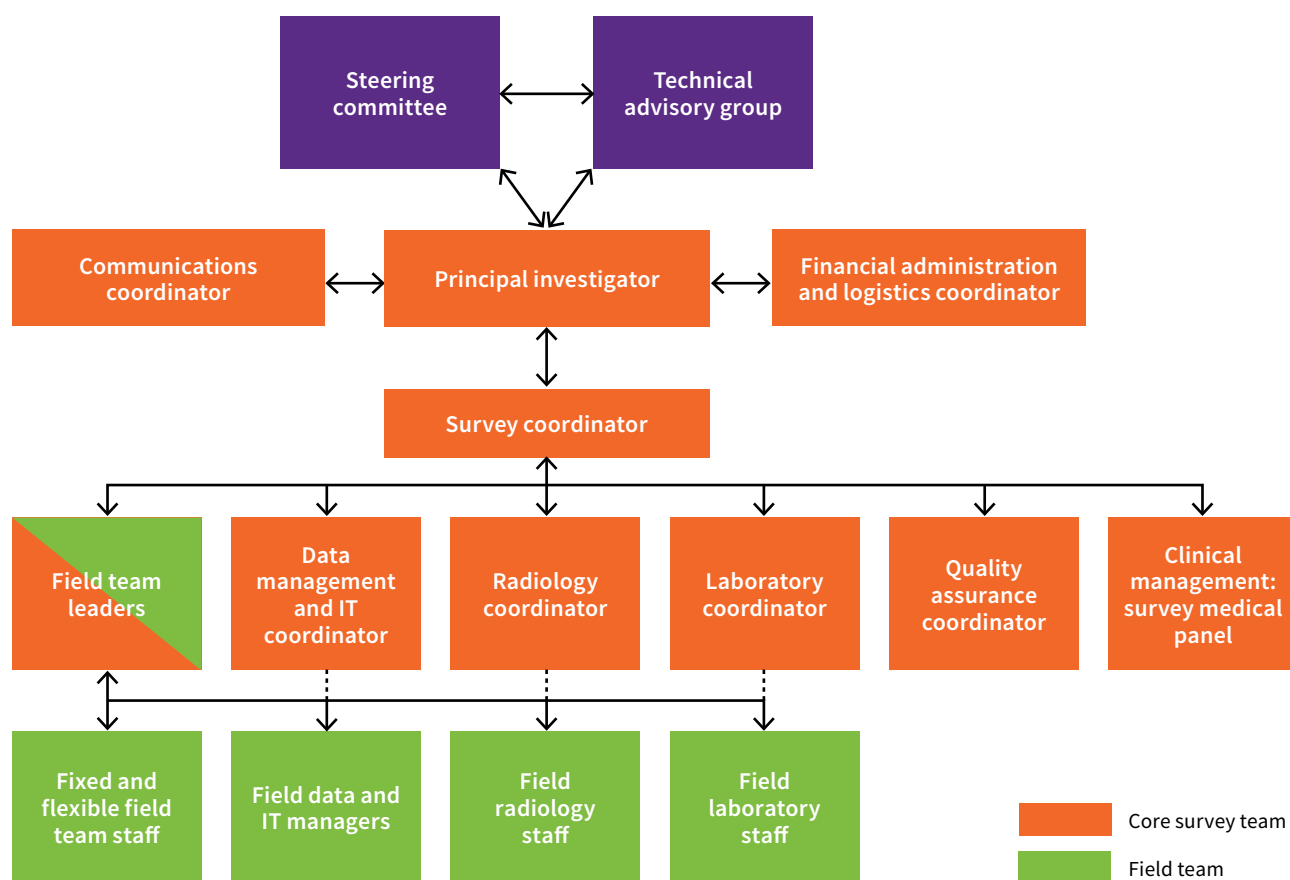 Steering
committee
Technical
advisory group
Communications
coordinator
Principal investigator
Financial administration
and logistics coordinator
Survey coordinator
Field team
leaders
Data
management
and IT
coordinator
Radiology
coordinator
Laboratory
coordinator
Quality
assurance
coordinator
Clinical
management:
survey medical
panel
Fixed and
flexible field
team staff
Field data and
IT managers
Field
radiology
staff
Field
laboratory
staff
Core survey team
Field team